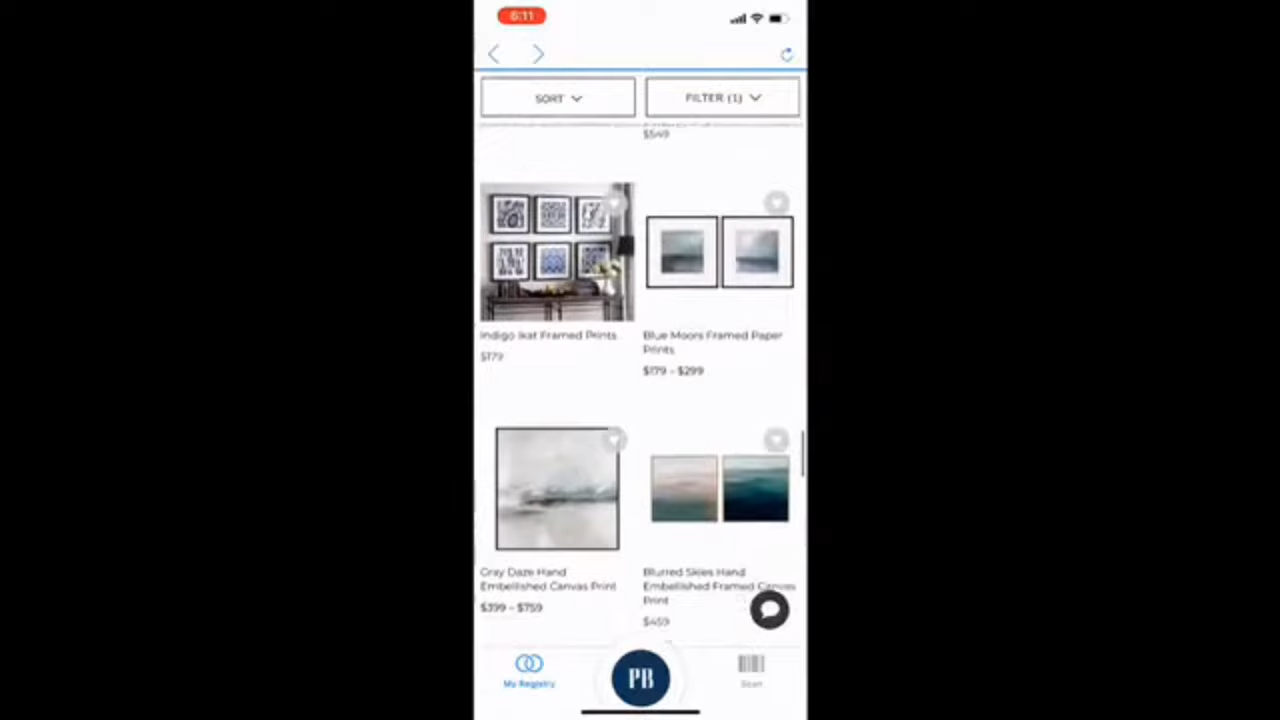 6:11
SORT
FILTER (1)
$549
Indigo Ikat Framed Prints
$179
Blue Moors Framed Paper
Prints
$179 - $299
Gray Daze Hand
Embellished Canvas Print
$399 - $759
Blurred Skies Hand
Embellished Framed Canvas
Print
$459
My Registry
PB
Scan